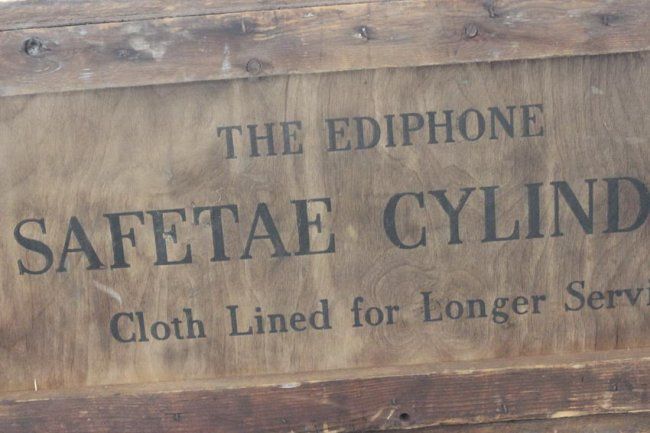 THE EDIPHONE
SAFETAE CYLIND
Cloth Lined for Longer Servi